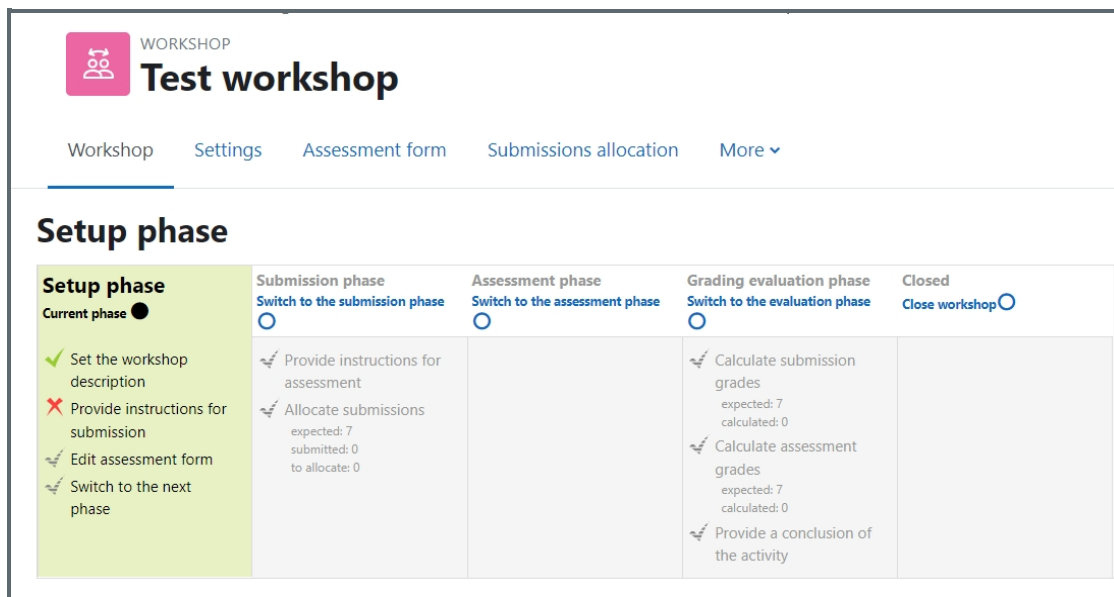 WORKSHOP
Test workshop
Workshop
Settings
Assessment form
Submissions allocation
More
Setup phase
Setup phase
Current phase
Set the workshop
description
Provide instructions for
submission
Edit assessment form
Switch to the next
phase
Submission phase
Switch to the submission phase
Provide instructions for
assessment
Allocate submissions
expected: 7
submitted: 0
to allocate: 0
Assessment phase
Switch to the assessment phase
Grading evaluation phase
Switch to the evaluation phase
Calculate submission
grades
expected: 7
calculated: 0
Calculate assessment
grades
expected: 7
calculated: 0
Provide a conclusion of
the activity
Closed
Close workshop